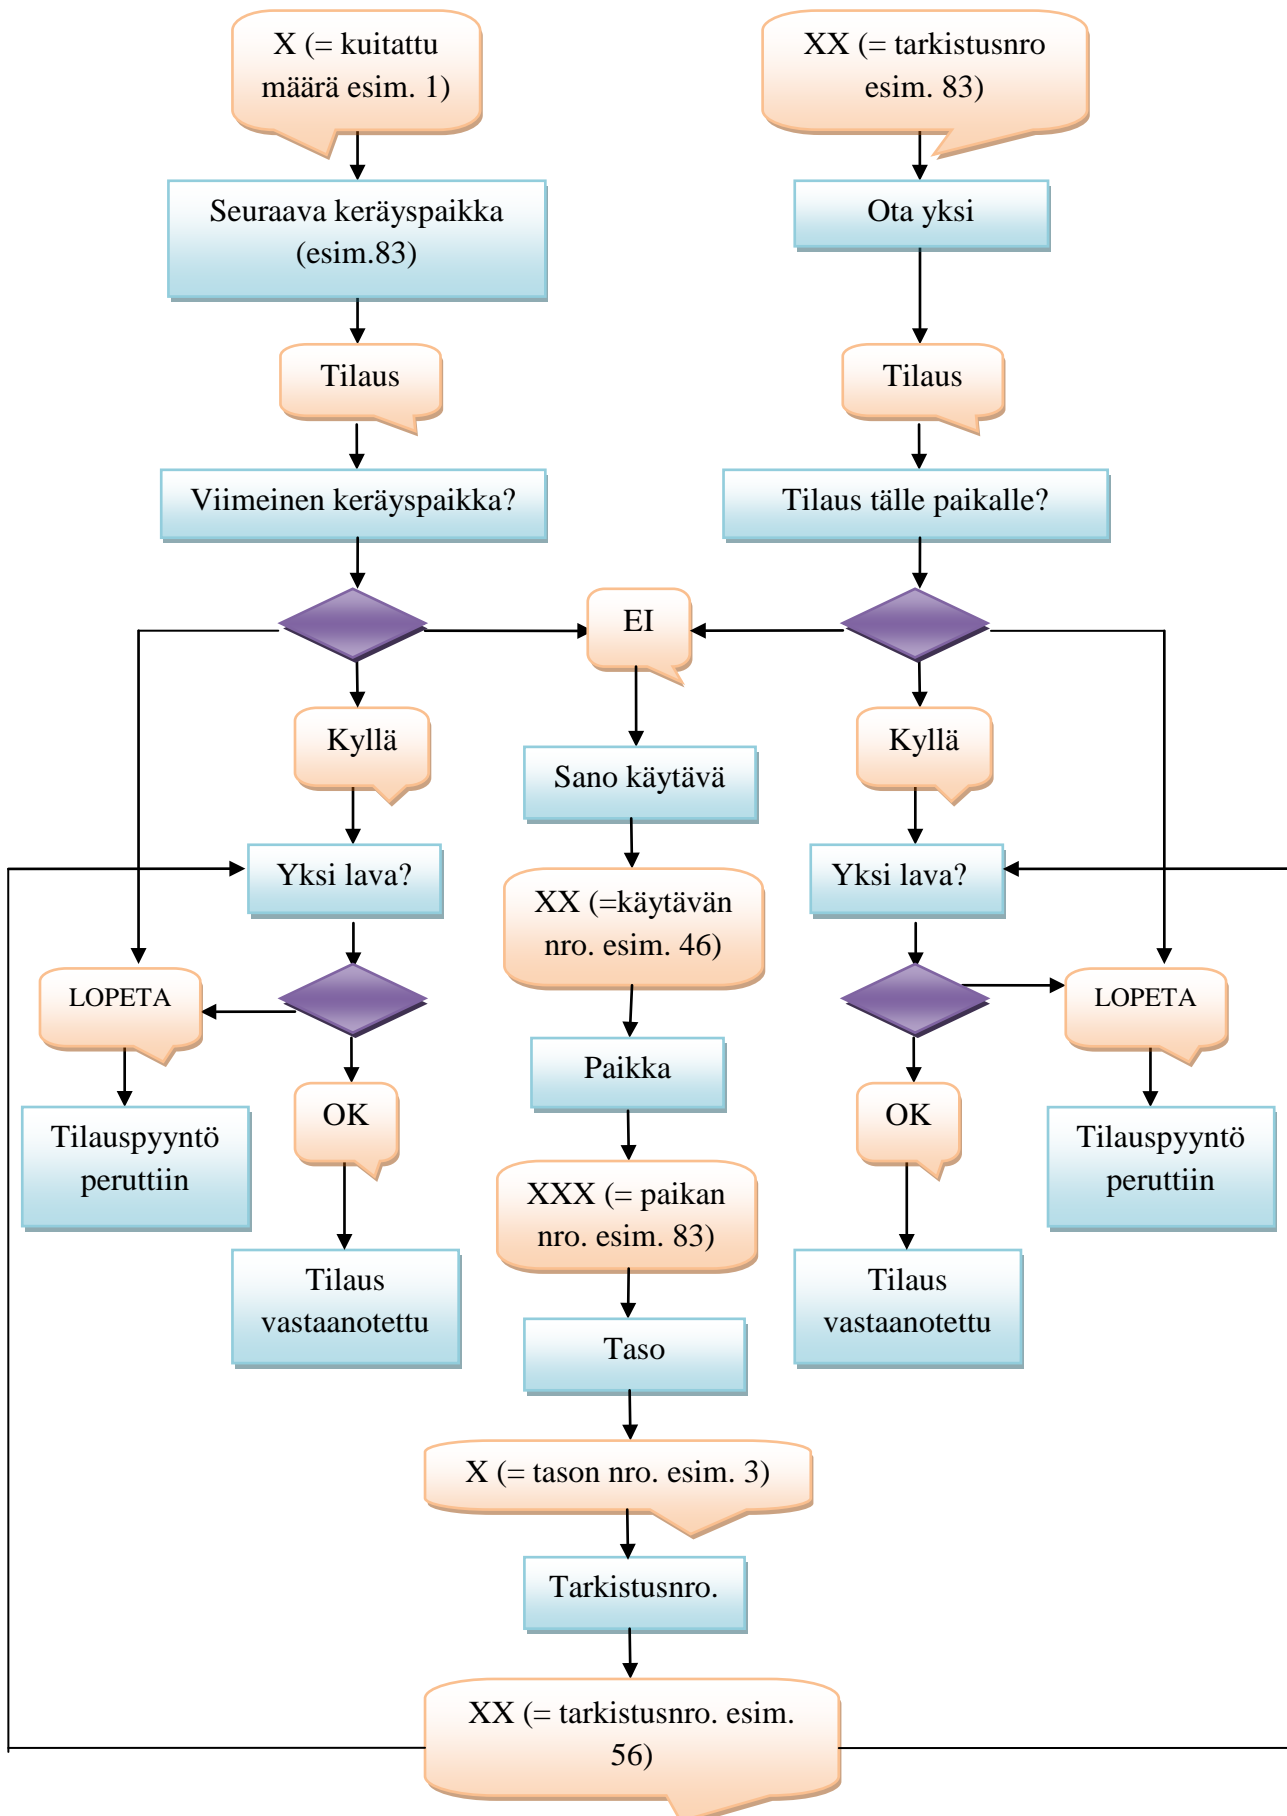 X (= kuitattu
määrä esim. 1)
XX (= tarkistusnro
esim. 83)
Seuraava keräyspaikka
(esim.83)
Ota yksi
Tilaus
Tilaus
Viimeinen keräyspaikka?
Tilaus tälle paikalle?
EI
Kyllä
Kyllä
Sano käytävä
Yksi lava?
Yksi lava?
XX (=käytävän
nro. esim. 46)
LOPETA
LOPETA
Paikka
OK
OK
Tilauspyyntö
peruttiin
Tilauspyyntö
peruttiin
XXX (= paikan
nro. esim. 83)
Tilaus
vastaanotettu
Tilaus
vastaanotettu
Taso
X (= tason nro. esim. 3)
Tarkistusnro.
XX (= tarkistusnro. esim.
56)